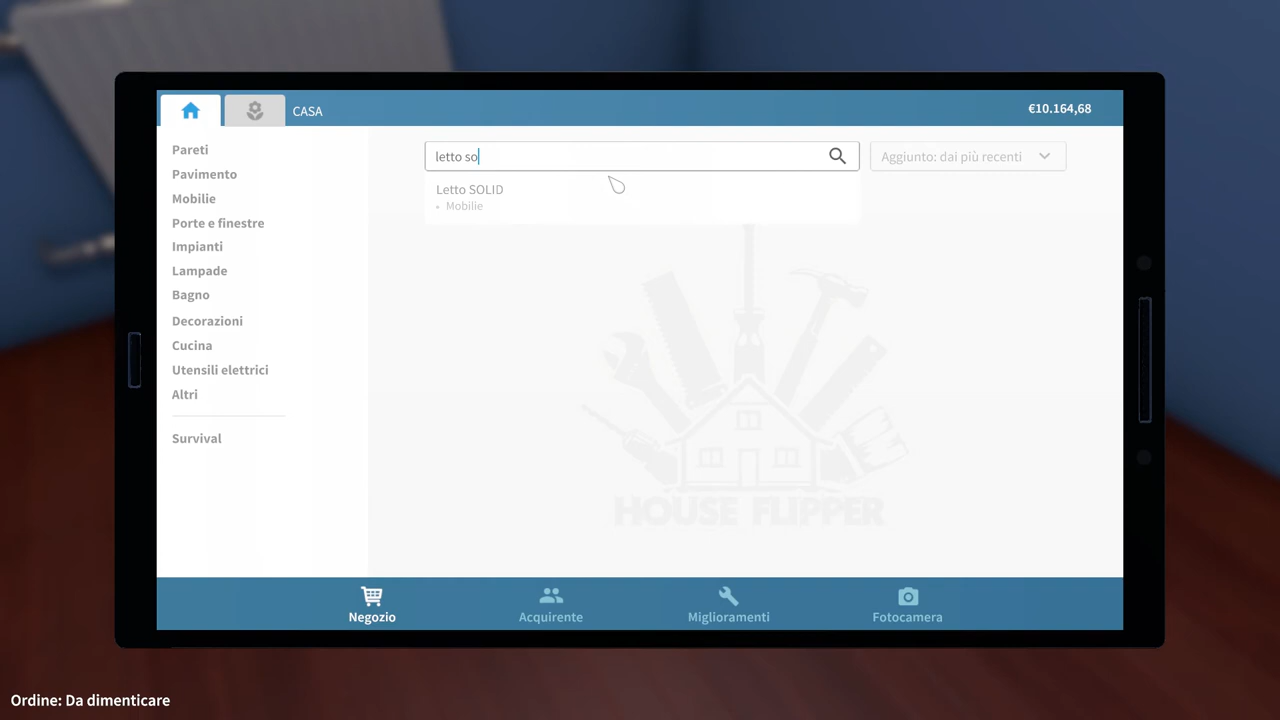 CASA
€10.164,68
Pareti
Pavimento
Mobilie
Porte e finestre
Impianti
Lampade
Bagno
Decorazioni
Cucina
Utensili elettrici
Altri
Survival
letto so
Aggiunto: dai più recenti
Letto SOLID
• Mobilie
HOUSE FLIPPER
Negozio
Acquirente
Miglioramenti
Fotocamera
Ordine: Da dimenticare